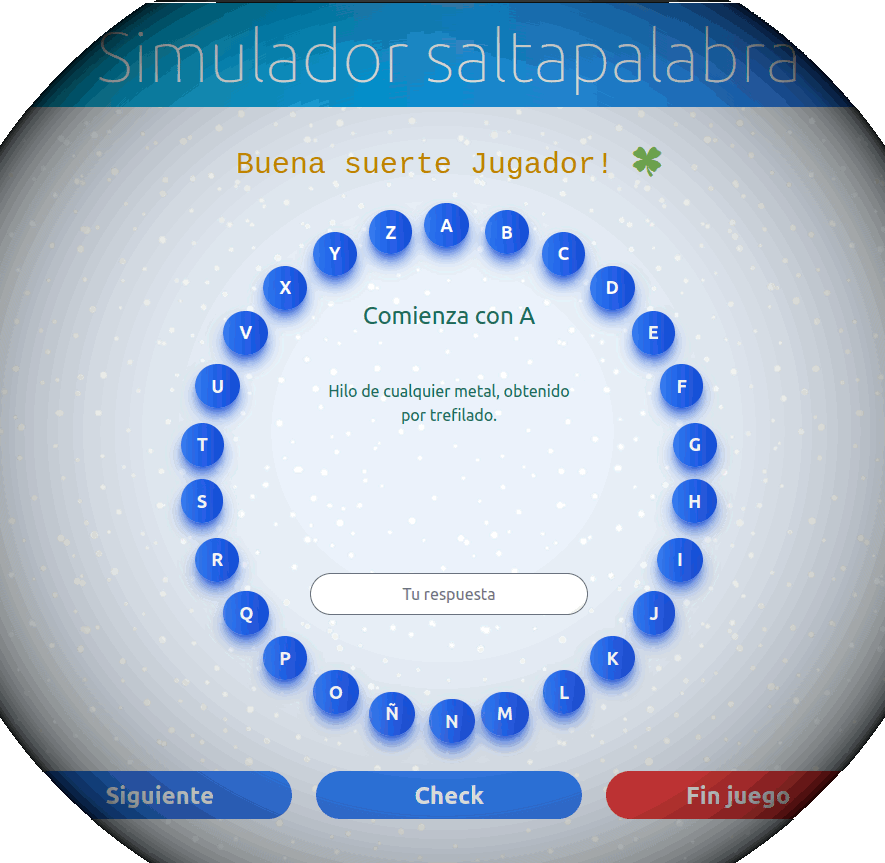 Simulador saltapalabra
Buena suerte Jugador! 🍀
A
B
C
D
E
F
G
H
I
J
K
L
M
N
Ñ
O
P
Q
R
S
T
U
V
X
Y
Z
Comienza con A
Hilo de cualquier metal, obtenido
por trefilado.
Tu respuesta
Siguiente
Check
Fin juego